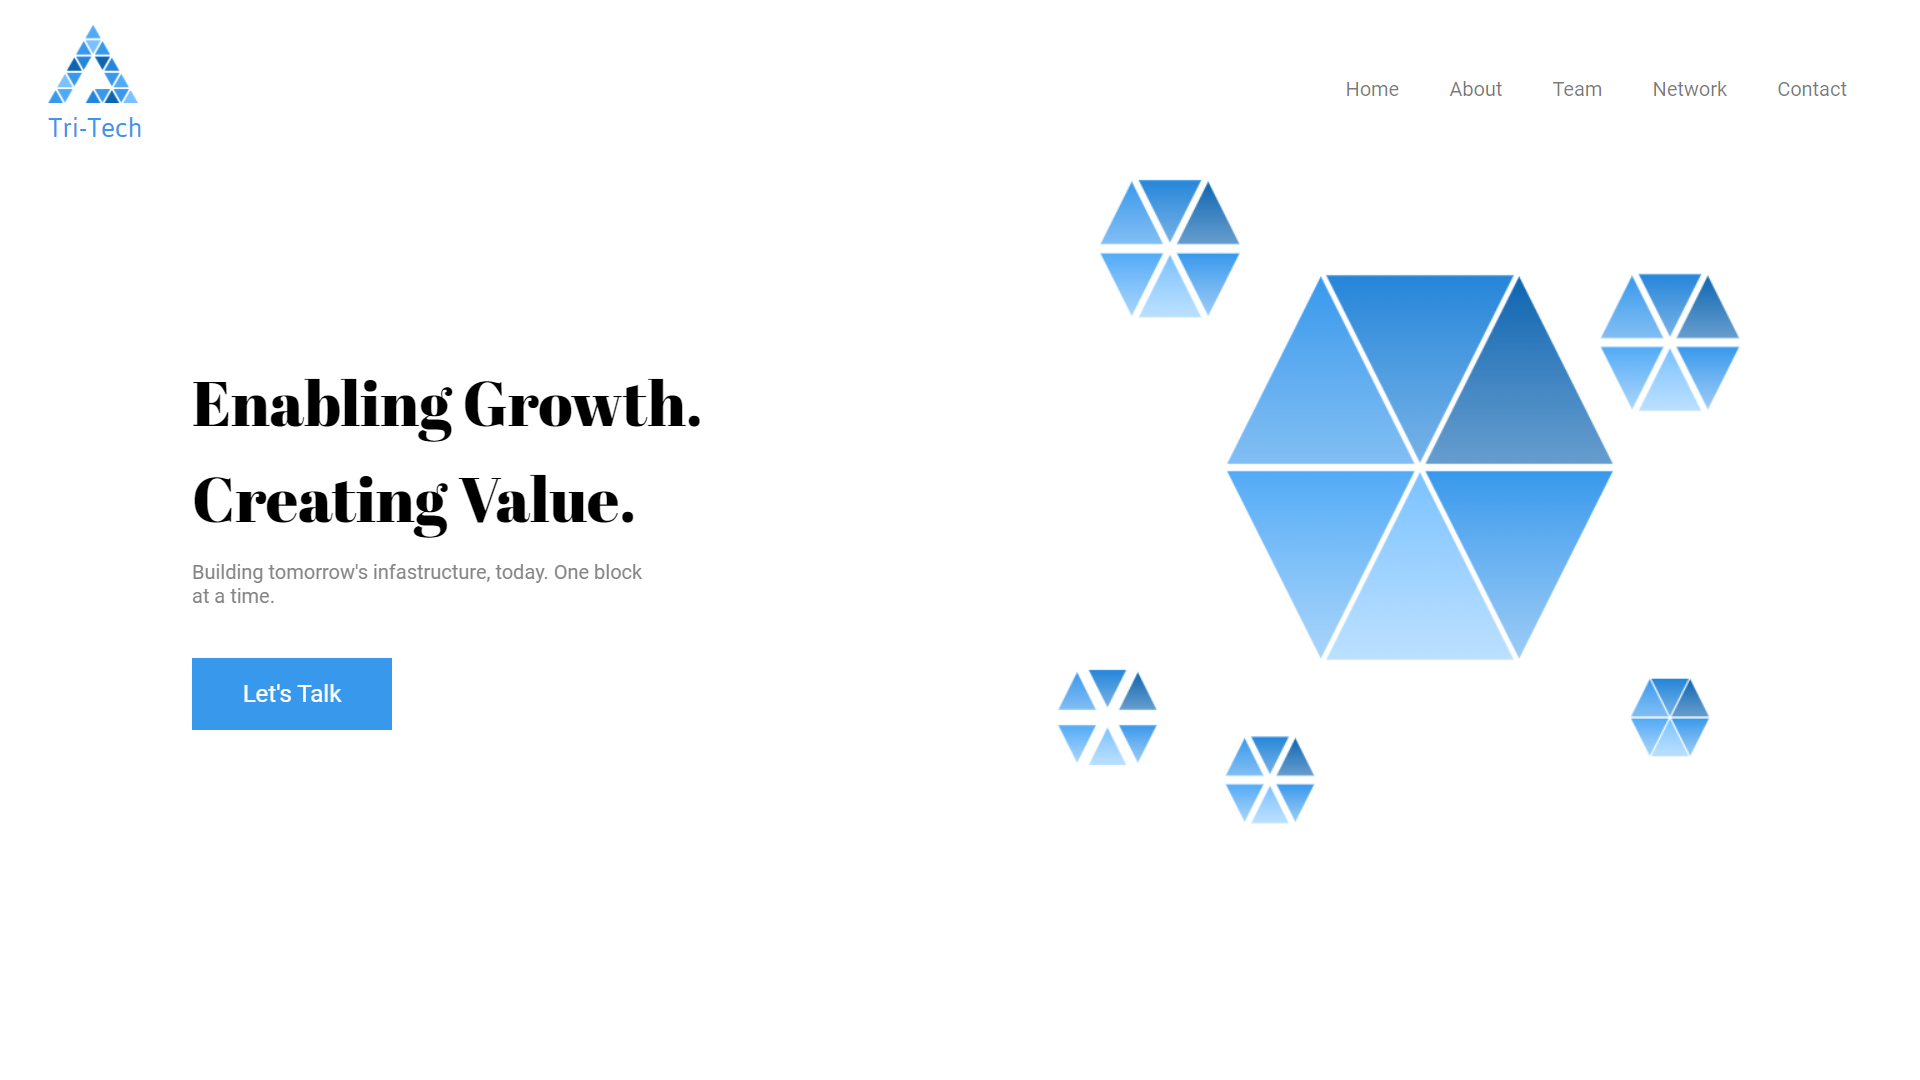 Tri-Tech
Home
About
Team
Network
Contact
Enabling Growth.
Creating Value.
Building tomorrow's infastructure, today. One block
at a time.
Let's Talk